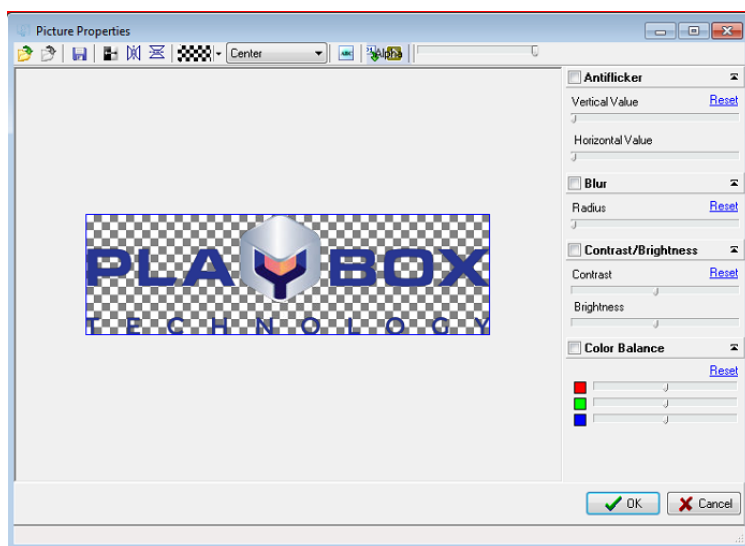 Picture Properties
Center
abc
Alpha
Antiflicker
Vertical Value Reset
Horizontal Value
Blur
Radius Reset
Contrast/Brightness
Contrast Reset
Brightness
Color Balance
Reset
PLAYBOX
TECHNOLOGY
OK Cancel